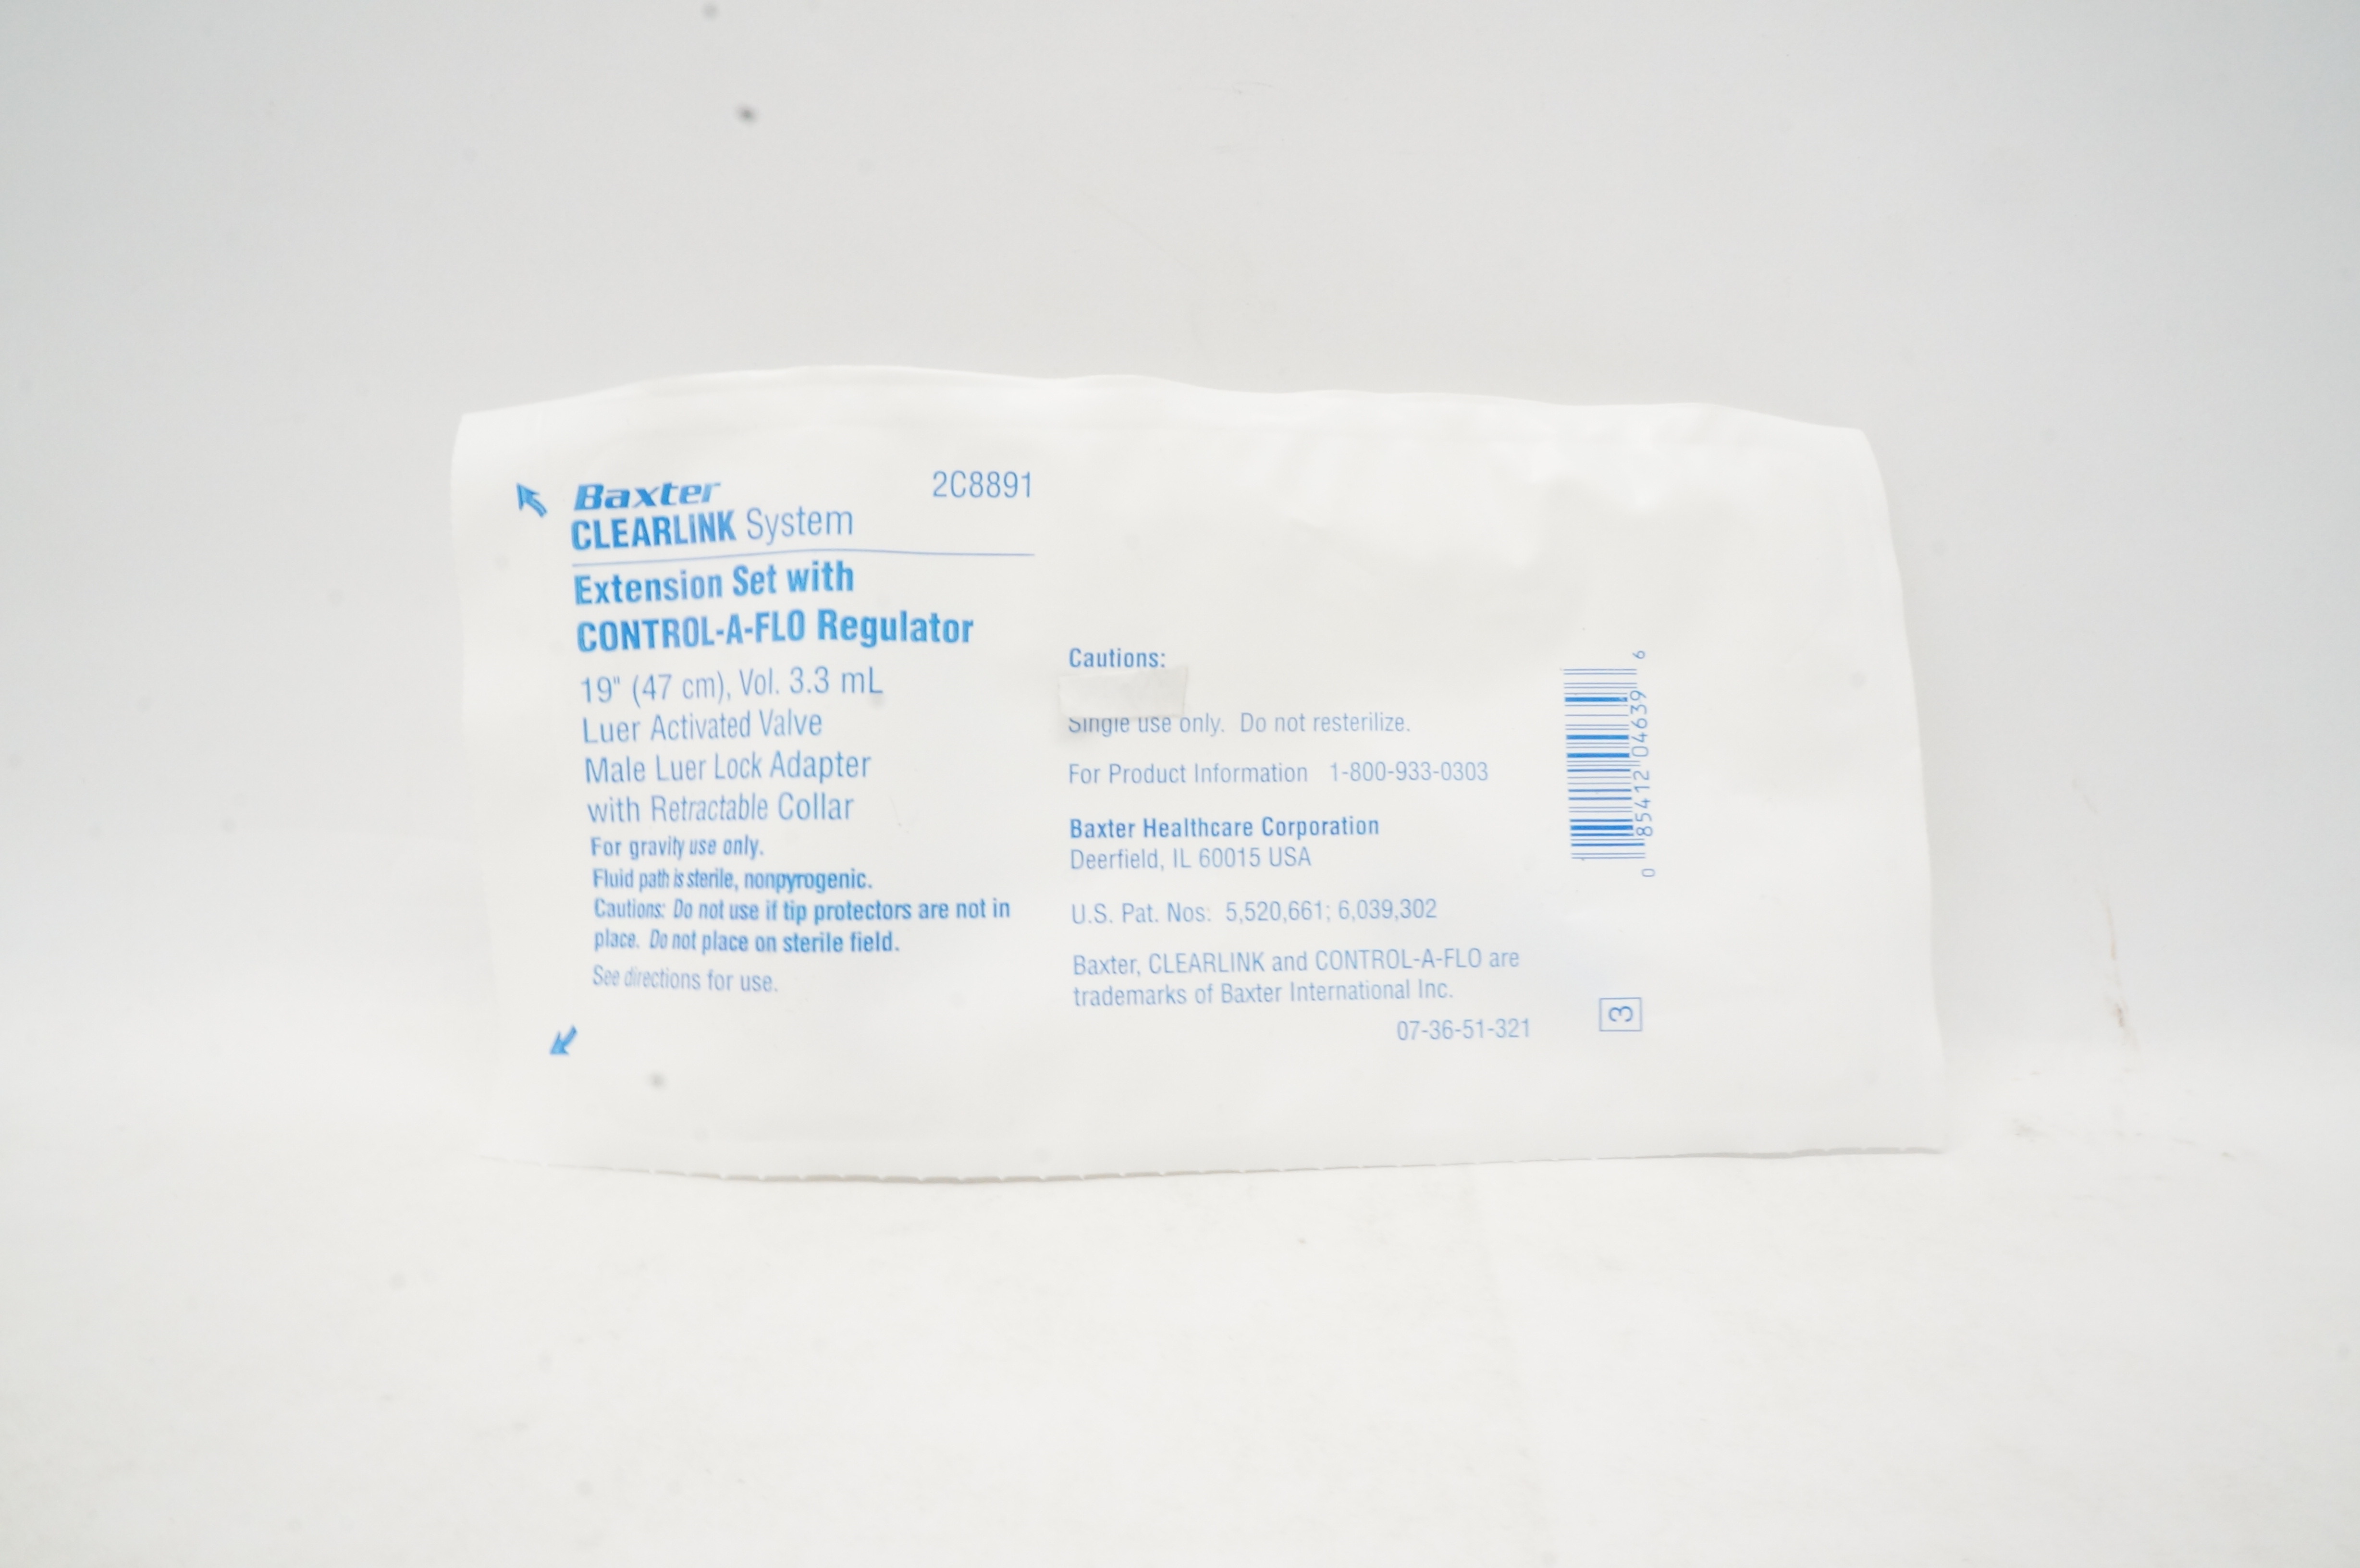 Baxter
2C8891
CLEARLINK System
Extension Set with
CONTROL-A-FLO Regulator
19" (47 cm), Vol. 3.3 mL
Luer Activated Valve
Male Luer Lock Adapter
with Retractable Collar
For gravity use only.
Fluid path is sterile, nonpyrogenic.
Cautions: Do not use if tip protectors are not in
place. Do not place on sterile field.
See directions for use.
Cautions:
Single use only. Do not resterilize.
For Product Information 1-800-933-0303
Baxter Healthcare Corporation
Deerfield, IL 60015 USA
U.S. Pat. Nos: 5,520,661; 6,039,302
Baxter, CLEARLINK and CONTROL-A-FLO are
trademarks of Baxter International Inc.
07-36-51-321
0 85412 04639 6
3